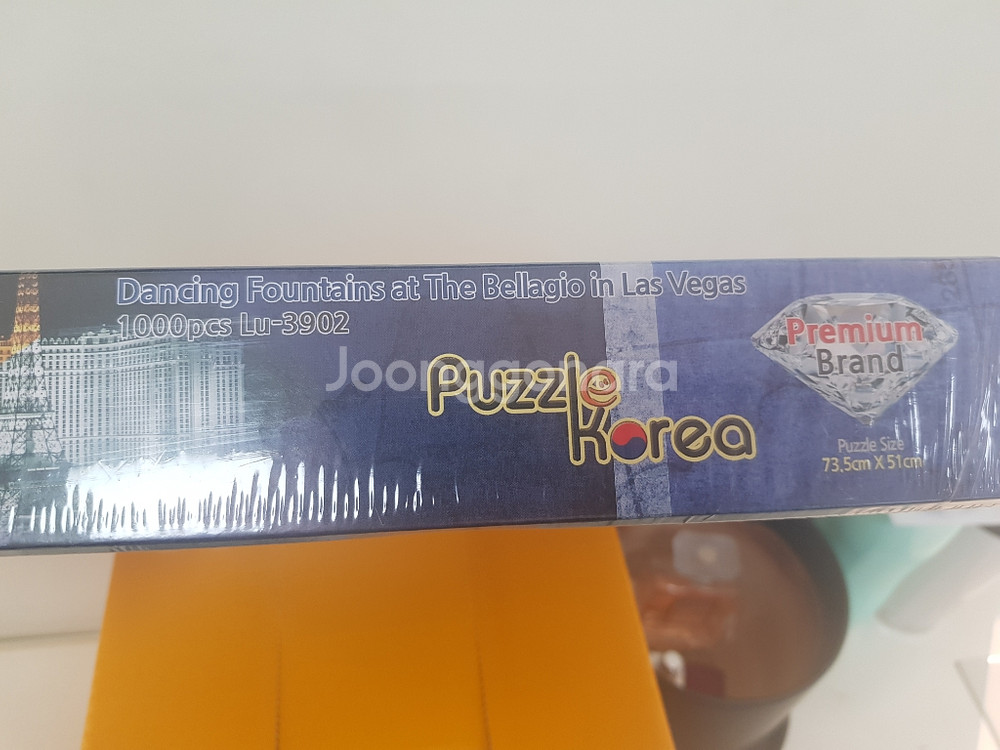 Dancing Fountains at The Bellagio in Las Vegas
1000pcs Lu-3902
Joonggonara
Puzzle
Korea
Premium
Brand
Puzzle Size
73.5cm X 51cm